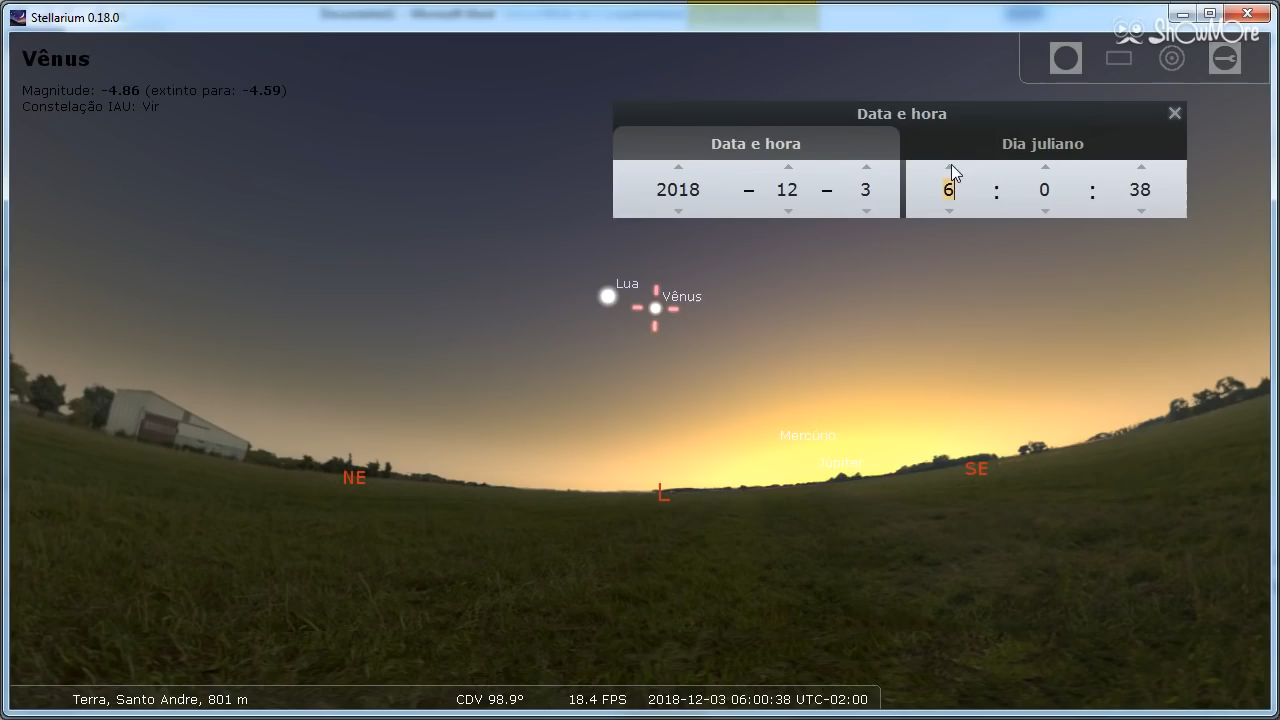 Stellarium 0.18.0
ShowMore
Vênus
Magnitude: -4.86 (extinto para: -4.59)
Constelação IAU: Vir
Data e hora
Data e hora
Dia juliano
2018 - 12 - 3
6 : 0 : 38
Lua
Vênus
Mercúrio
Júpiter
NE
L
SE
Terra, Santo Andre, 801 m
CDV 98.9°
18.4 FPS
2018-12-03 06:00:38 UTC-02:00